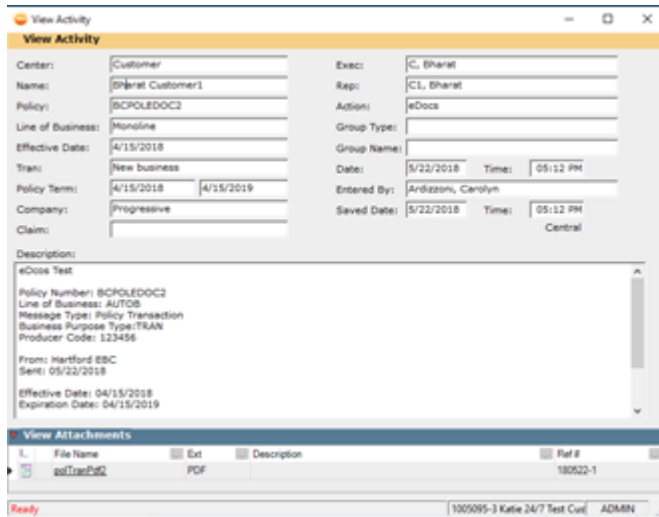 View Activity
View Activity
Center: Customer Exec: C, Bharat
Name: Bharat Customer1 Rep: C1, Bharat
Policy: BCPOLEDOC2 Action: eDocs
Line of Business: Monoline Group Type:
Effective Date: 4/15/2018 Group Name:
Tran: New business Date: 5/22/2018 Time: 05:12 PM
Policy Term: 4/15/2018 4/15/2019 Entered By: Ardizzoni, Carolyn
Company: Progressive Saved Date: 5/22/2018 Time: 05:12 PM
Claim: Central
Description:
eDcos Test
Policy Number: BCPOLEDOC2
Line of Business: AUTOB
Message Type: Policy Transaction
Business Purpose Type:TRAN
Producer Code: 123456
From: Hartford EBC
Sent: 05/22/2018
Effective Date: 04/15/2018
Expiration Date: 04/15/2019
View Attachments
I.. File Name Ext Description Ref #
polTranPdf2 PDF 180522-1
Ready 1005095-3 Katie 24/7 Test Cus ADMIN